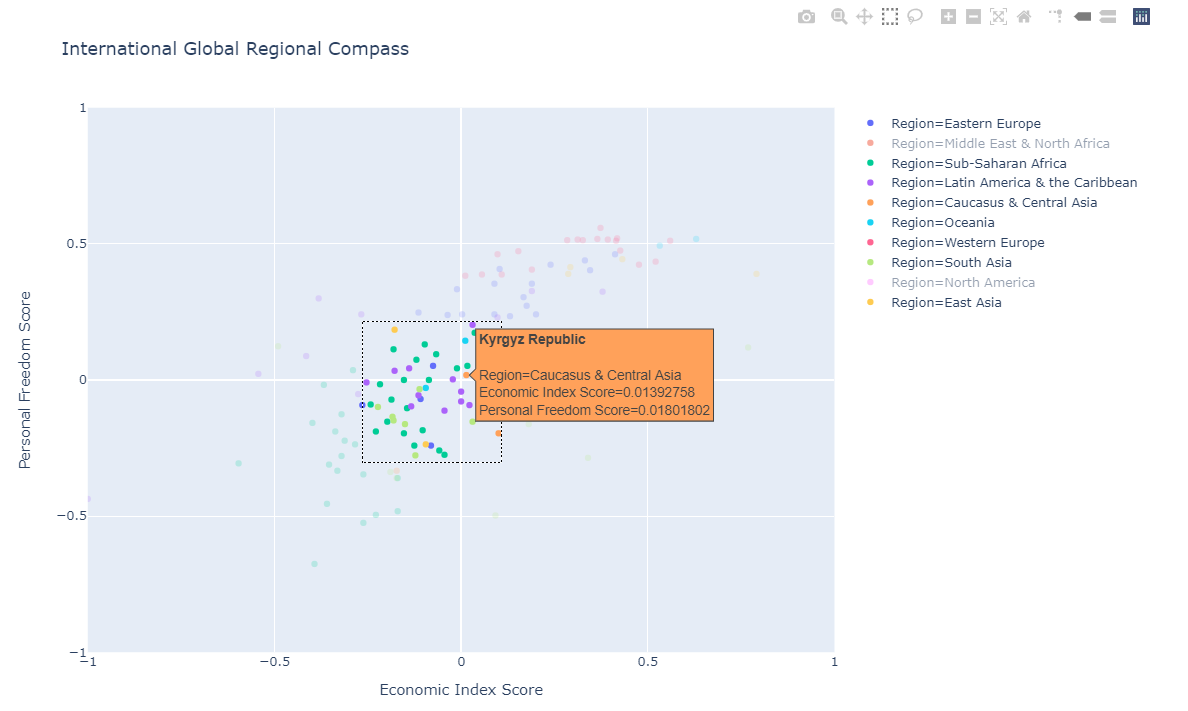 International Global Regional Compass
1
0.5
0
−0.5
−1
−1
−0.5
0
0.5
1
Personal Freedom Score
Economic Index Score
Region=Eastern Europe
Region=Middle East & North Africa
Region=Sub-Saharan Africa
Region=Latin America & the Caribbean
Region=Caucasus & Central Asia
Region=Oceania
Region=Western Europe
Region=South Asia
Region=North America
Region=East Asia
Kyrgyz Republic
Region=Caucasus & Central Asia
Economic Index Score=0.01392758
Personal Freedom Score=0.01801802